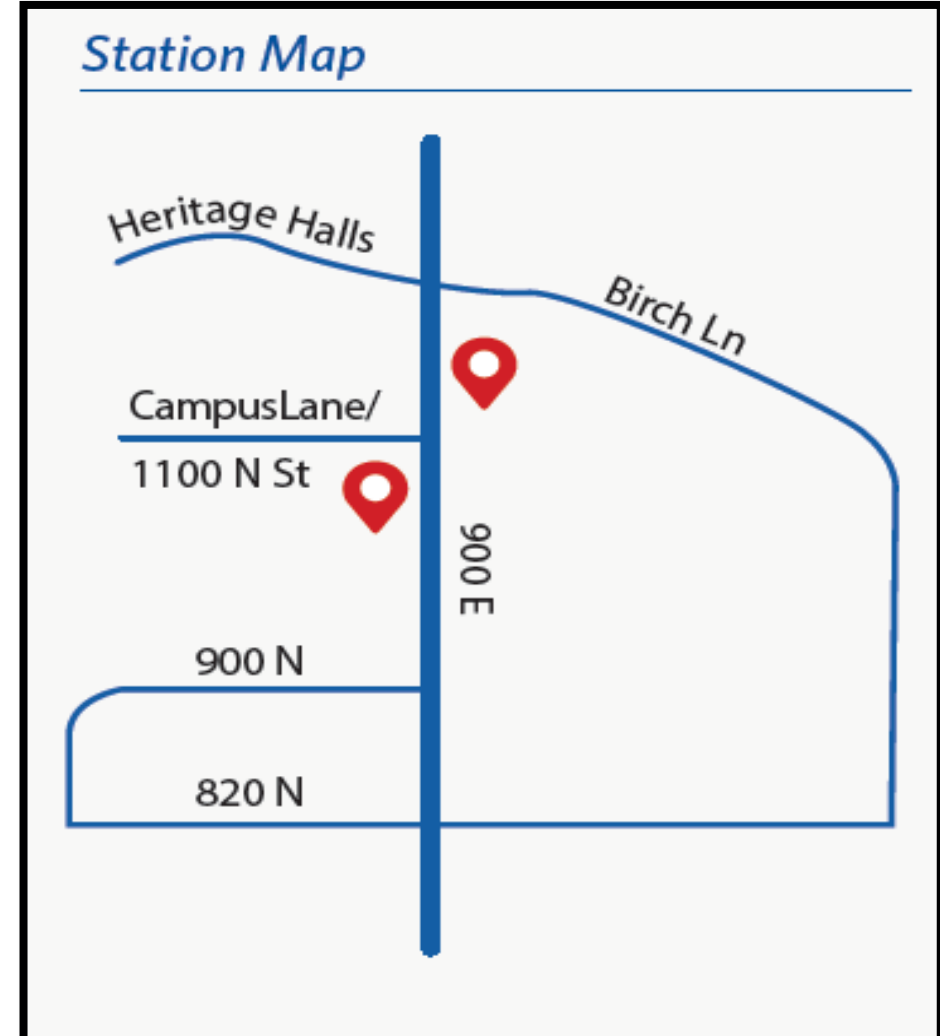 Station Map
Heritage Halls
Birch Ln
CampusLane/
1100 N St
900 E
900 N
820 N